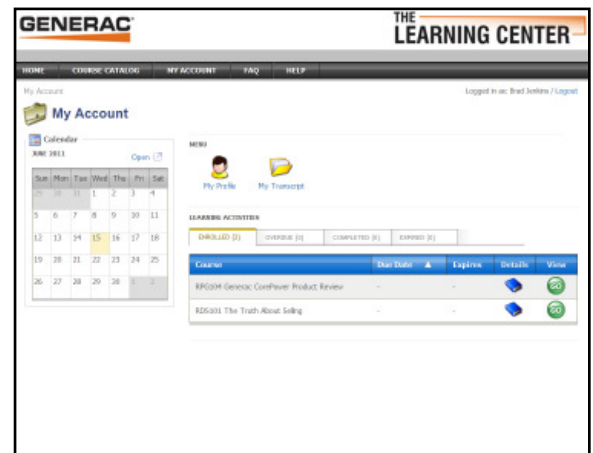 GENERAC
THE
LEARNING CENTER
HOME COURSE CATALOG MY ACCOUNT FAQ HELP
My Account
Logged in as: Brad Jenkins / Logout
My Account
Calendar
JUNE 2011
Open
Sun Mon Tue Wed Thu Fri Sat
29 30 31 1 2 3 4
5 6 7 8 9 10 11
12 13 14 15 16 17 18
19 20 21 22 23 24 25
26 27 28 29 30 1 2
MENU
My Profile My Transcript
LEARNING ACTIVITIES
ENROLLED (2) OVERDUE (0) COMPLETED (0) EXPIRED (0)
Course Due Date ▲ Expires Details View
RPG104 Generac CorePower Product Review - - GO
RDS101 The Truth About Selling - - GO